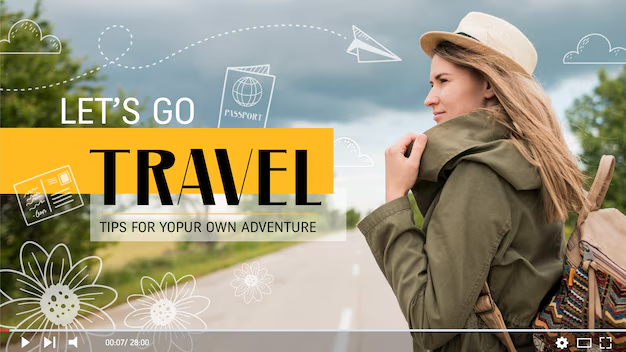 LET'S GO
PASSPORT
TRAVEL
TIPS FOR YOPUR OWN ADVENTURE
00:07/ 28:00